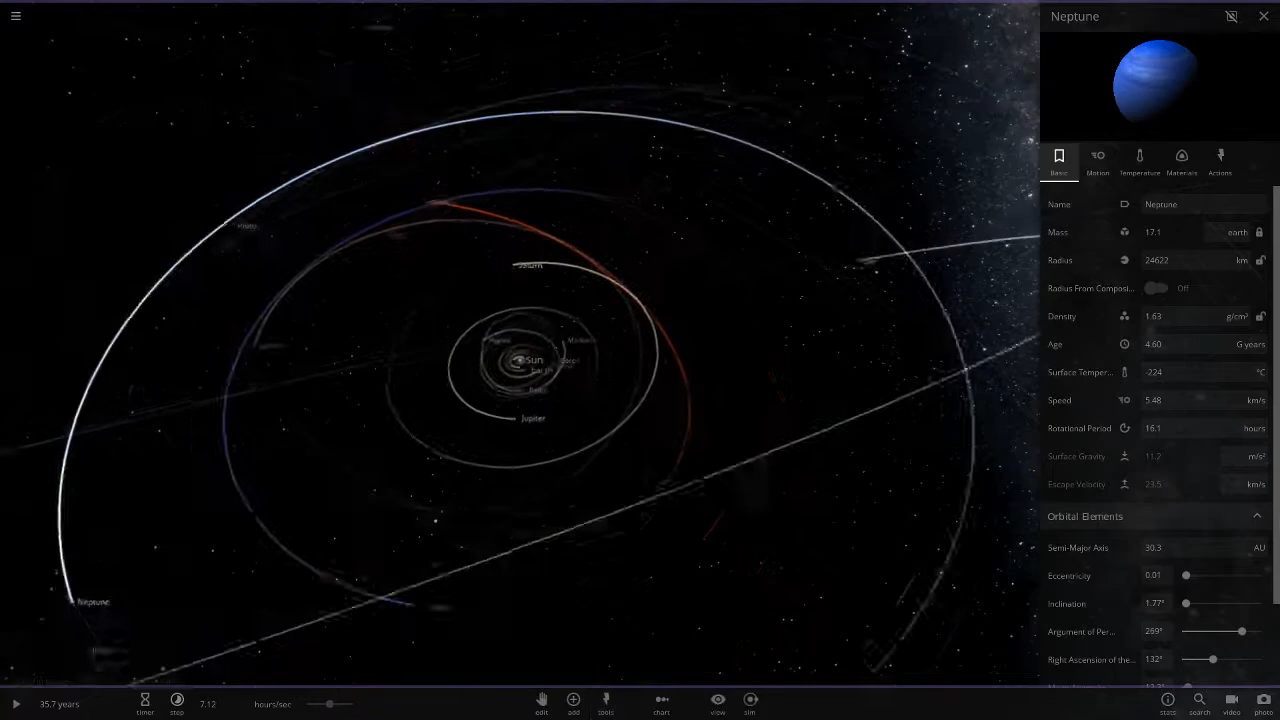 Neptune
Basic
Motion
Temperature
Materials
Actions
Name
Neptune
Mass
17.1
earth
Radius
24622
km
Radius From Composi...
Off
Density
1.63
g/cm³
Age
4.60
G years
Surface Temper...
-224
°C
Speed
5.48
km/s
Rotational Period
16.1
hours
Surface Gravity
11.2
m/s²
Escape Velocity
23.5
km/s
Orbital Elements
Semi-Major Axis
30.3
AU
Eccentricity
0.01
Inclination
1.77°
Argument of Per...
269°
Right Ascension of the...
132°
Saturn
Sun
Jupiter
Neptune
35.7 years
timer
step
7.12
hours/sec
edit
add
tools
chart
view
sim
stats
search
video
photo